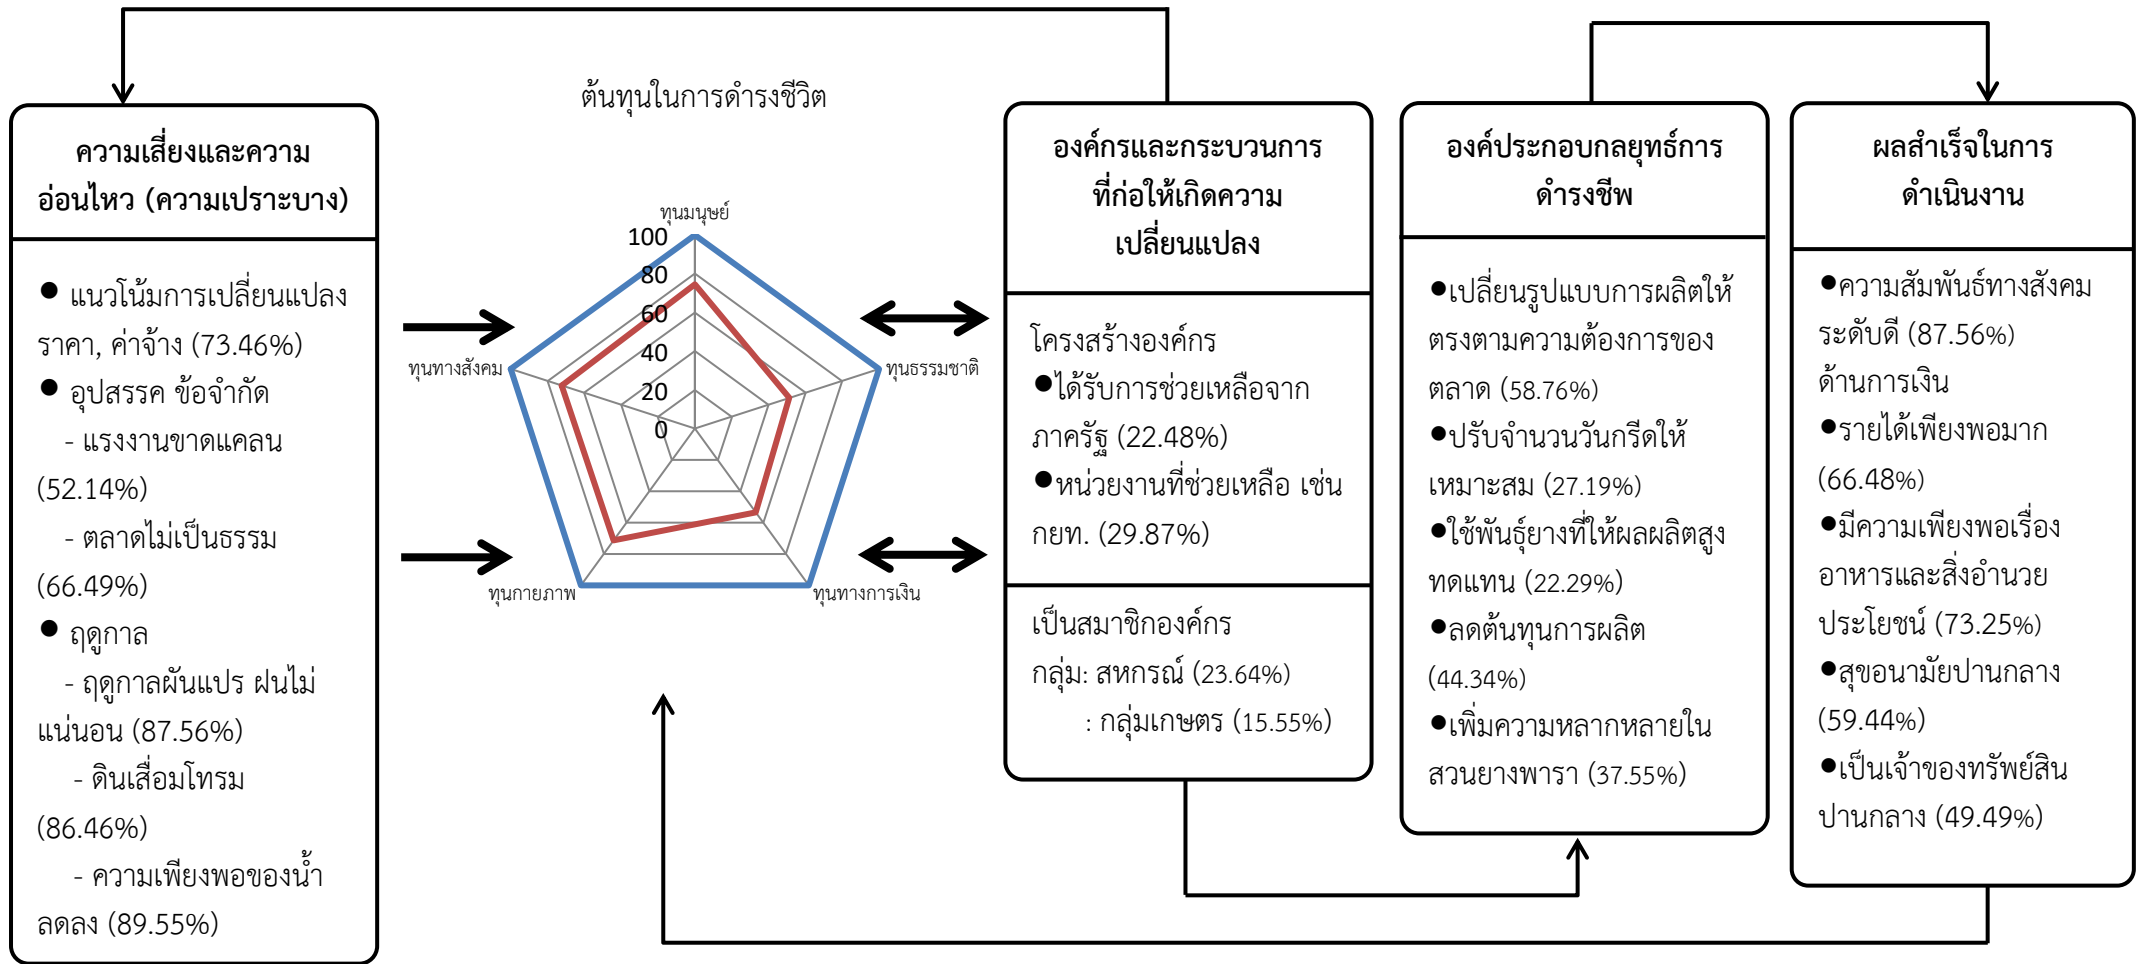 ต้นทุนในการดำรงชีวิต
ความเสี่ยงและความ
อ่อนไหว (ความเปราะบาง)
● แนวโน้มการเปลี่ยนแปลง
ราคา, ค่าจ้าง (73.46%)
● อุปสรรค ข้อจำกัด
- แรงงานขาดแคลน
(52.14%)
- ตลาดไม่เป็นธรรม
(66.49%)
● ฤดูกาล
- ฤดูกาลผันแปร ฝนไม่
แน่นอน (87.56%)
- ดินเสื่อมโทรม
(86.46%)
- ความเพียงพอของน้ำ
ลดลง (89.55%)
ทุนมนุษย์
100
80
60
40
20
0
ทุนทางสังคม
ทุนธรรมชาติ
ทุนกายภาพ
ทุนทางการเงิน
องค์กรและกระบวนการ
ที่ก่อให้เกิดความ
เปลี่ยนแปลง
โครงสร้างองค์กร
●ได้รับการช่วยเหลือจาก
ภาครัฐ (22.48%)
●หน่วยงานที่ช่วยเหลือ เช่น
กยท. (29.87%)
เป็นสมาชิกองค์กร
กลุ่ม: สหกรณ์ (23.64%)
: กลุ่มเกษตร (15.55%)
องค์ประกอบกลยุทธ์การ
ดำรงชีพ
●เปลี่ยนรูปแบบการผลิตให้
ตรงตามความต้องการของ
ตลาด (58.76%)
●ปรับจำนวนวันกรีดให้
เหมาะสม (27.19%)
●ใช้พันธุ์ยางที่ให้ผลผลิตสูง
ทดแทน (22.29%)
●ลดต้นทุนการผลิต
(44.34%)
●เพิ่มความหลากหลายใน
สวนยางพารา (37.55%)
ผลสำเร็จในการ
ดำเนินงาน
●ความสัมพันธ์ทางสังคม
ระดับดี (87.56%)
ด้านการเงิน
●รายได้เพียงพอมาก
(66.48%)
●มีความเพียงพอเรื่อง
อาหารและสิ่งอำนวย
ประโยชน์ (73.25%)
●สุขอนามัยปานกลาง
(59.44%)
●เป็นเจ้าของทรัพย์สิน
ปานกลาง (49.49%)